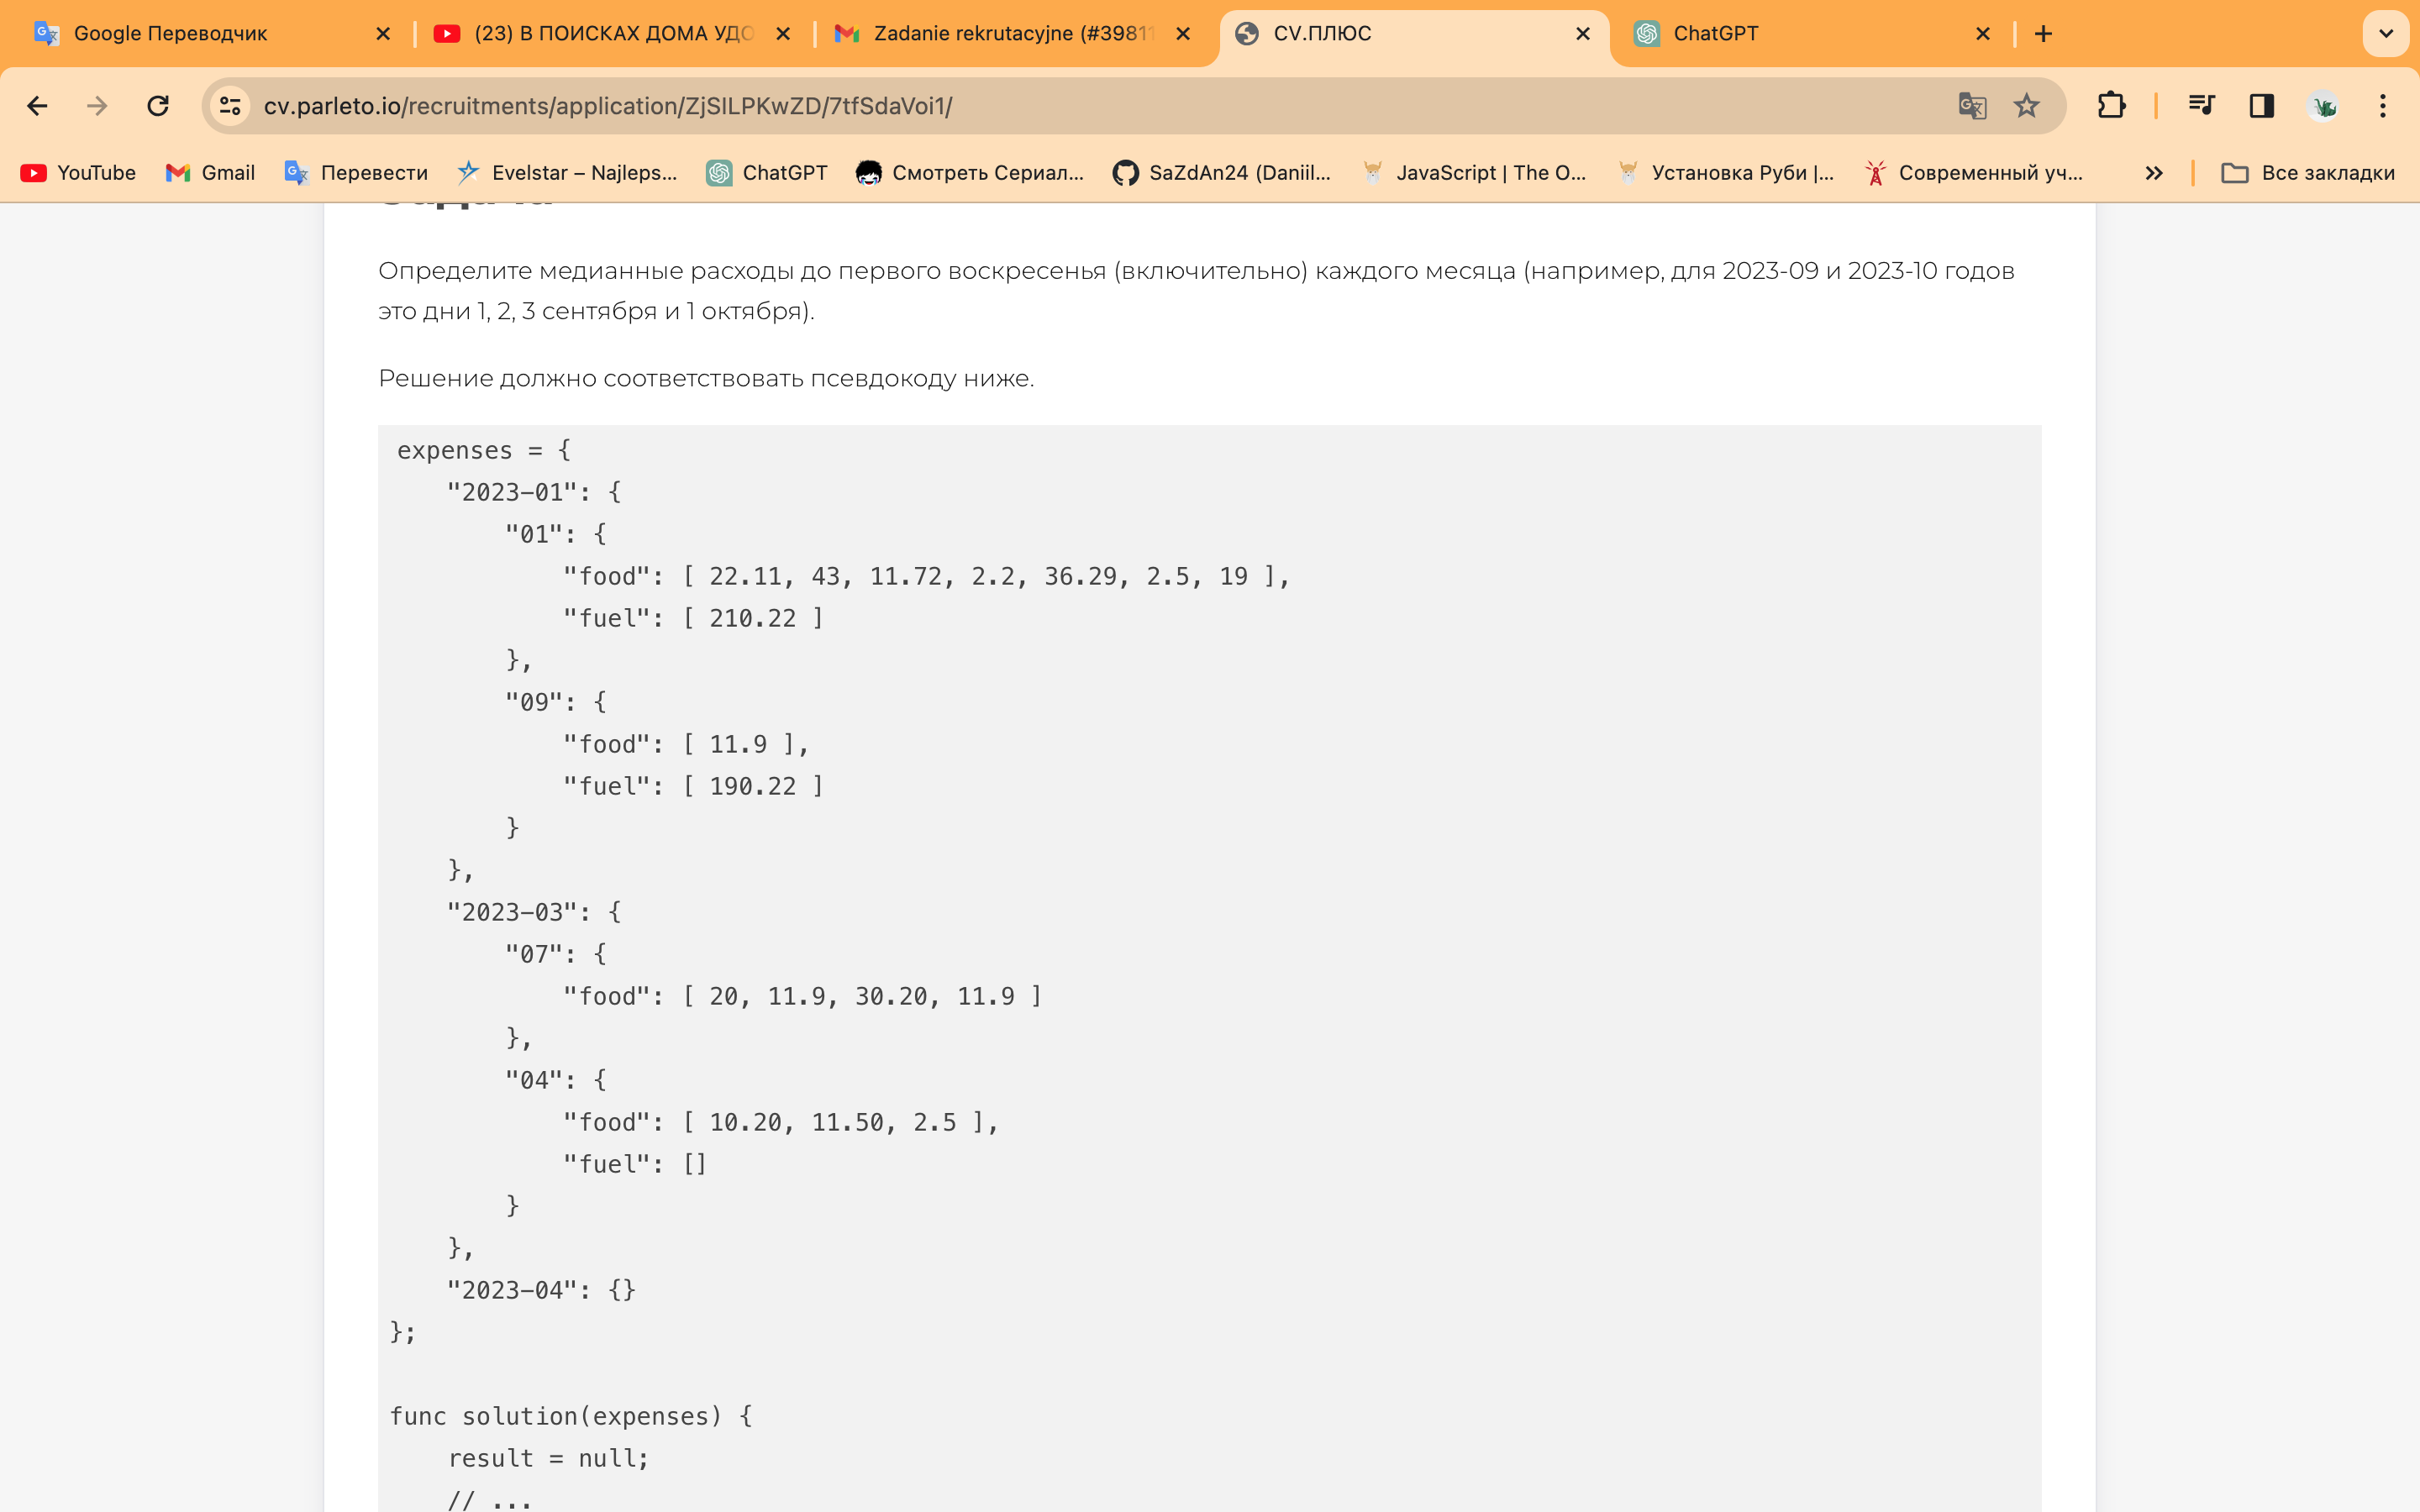 Google Переводчик
(23) В ПОИСКАХ ДОМА УДО
Zadanie rekrutacyjne (#39811
CV.ПЛЮС
ChatGPT
cv.parleto.io/recruitments/application/ZjSILPKwZD/7tfSdaVoi1/
YouTube
Gmail
Перевести
Evelstar – Najleps...
ChatGPT
Смотреть Сериал...
SaZdAn24 (Daniil...
JavaScript | The O...
Установка Руби |...
Современный уч...
Все закладки
Определите медианные расходы до первого воскресенья (включительно) каждого месяца (например, для 2023-09 и 2023-10 годов
это дни 1, 2, 3 сентября и 1 октября).
Решение должно соответствовать псевдокоду ниже.
expenses = {
"2023-01": {
"01": {
"food": [ 22.11, 43, 11.72, 2.2, 36.29, 2.5, 19 ],
"fuel": [ 210.22 ]
},
"09": {
"food": [ 11.9 ],
"fuel": [ 190.22 ]
}
},
"2023-03": {
"07": {
"food": [ 20, 11.9, 30.20, 11.9 ]
},
"04": {
"food": [ 10.20, 11.50, 2.5 ],
"fuel": []
}
},
"2023-04": {}
};
func solution(expenses) {
result = null;
// ...